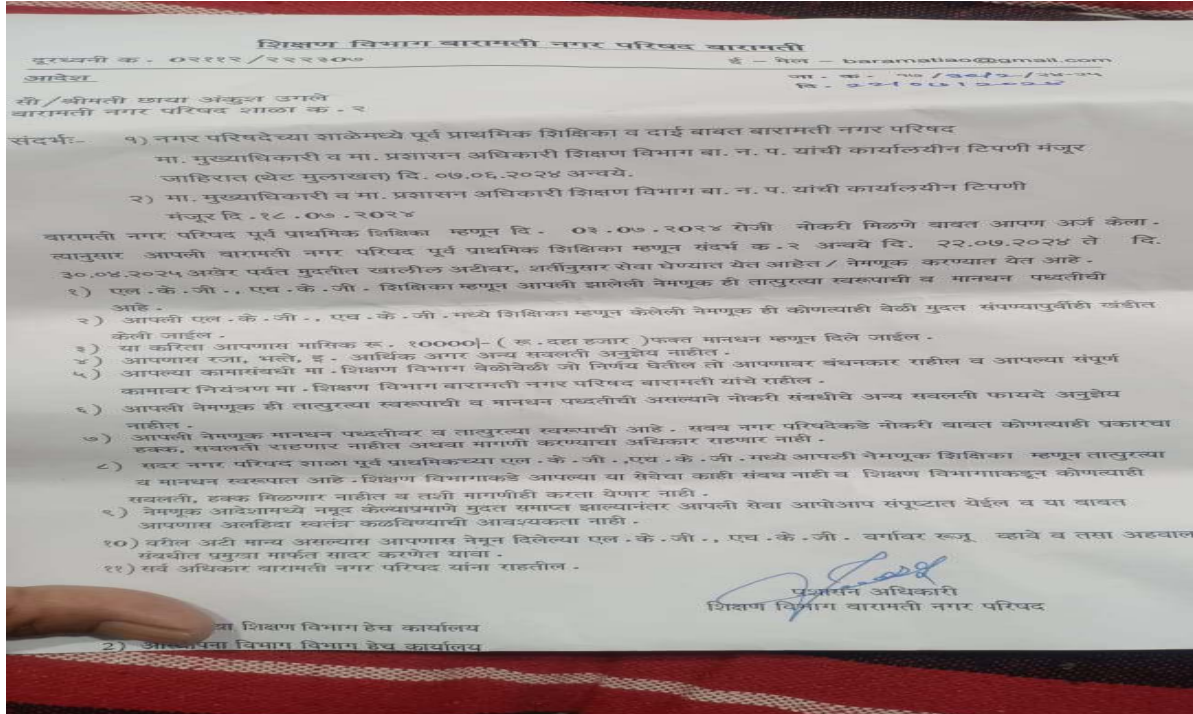 शिक्षण विभाग बारामती नगर परिषद बारामती
दूरध्वनी क - ०२११२/२२२३०७ ई – मेल – baramatiao@gmail.com
आदेश जा - क -
दि -
सौ/श्रीमती छाया अंकुश उगले
बारामती नगर परिषद शाळा क - २
संदर्भः- १) नगर परिषदेच्या शाळेमध्ये पूर्व प्राथमिक शिक्षिका व दाई बाबत बारामती नगर परिषद
मा. मुख्याधिकारी व मा. प्रशासन अधिकारी शिक्षण विभाग बा. न. प. यांची कार्यालयीन टिपणी मंजूर
जाहिरात (थेट मुलाखत) दि. ०७.०६.२०२४ अन्वये.
२) मा. मुख्याधिकारी व मा. प्रशासन अधिकारी शिक्षण विभाग बा. न. प. यांची कार्यालयीन टिपणी
मंजूर दि -१८ -०७ -२०२४
बारामती नगर परिषद पूर्व प्राथमिक शिक्षिका म्हणून दि - ०३ -०७ -२०२४ रोजी नोकरी मिळणे बाबत आपण अर्ज केला -
त्यानुसार आपली बारामती नगर परिषद पूर्व प्राथमिक शिक्षिका म्हणून संदर्भ क -२ अन्वये दि. २२.०७.२०२४ ते दि.
३०.०४.२०२५ अखेर पर्यंत मुदतीत खालील अटीवर, शर्तीनुसार सेवा घेण्यात येत आहेत / नेमणूक करण्यात येत आहे -
१) एल -के -जी -, एच -के -जी - शिक्षिका म्हणून आपली झालेली नेमणूक ही तात्पुरत्या स्वरूपाची व मानधन पध्दतीची
आहे -
२) आपली एल -के -जी -, एच -के -जी -मध्ये शिक्षिका म्हणून केलेली नेमणूक ही कोणत्याही वेळी मुदत संपण्यापुर्वीही खंडीत
केली जाईल -
३) या करिता आपणास मासिक रू - १००००|- ( रू -दहा हजार )फक्त मानधन म्हणून दिले जाईल -
४) आपणास रजा, भत्ते, इ - आर्थिक अगर अन्य सवलती अनुज्ञेय नाहीत -
५) आपल्या कामासंबधी मा -शिक्षण विभाग वेळोवेळी जो निर्णय घेतील तो आपणावर बंधनकारक राहील व आपल्या संपूर्ण
कामावर नियंत्रण मा -शिक्षण विभाग बारामती नगर परिषद बारामती यांचे राहील -
६) आपली नेमणूक ही तात्पुरत्या स्वरूपाची व मानधन पध्दतीची असल्याने नोकरी संबधीचे अन्य सवलती फायदे अनुज्ञेय
नाहीत -
७) आपली नेमणूक मानधन पध्दतीवर व तात्पुरत्या स्वरूपाची आहे - सबब नगर परिषदेकडे नोकरी बाबत कोणत्याही प्रकारचा
हक्क, सवलती राहणार नाहीत अथवा मागणी करण्याचा अधिकार राहणार नाही -
८) सदर नगर परिषद शाळा पूर्व प्राथमिकच्या एल -के -जी -,एच -के -जी -मध्ये आपली नेमणूक शिक्षिका म्हणून तात्पुरत्या
व मानधन स्वरूपात आहे -शिक्षण विभागाकडे आपल्या या सेवेचा काही संबध नाही व शिक्षण विभागााकडून कोणत्याही
सवलती, हक्क मिळणार नाहीत व तशी मागणीही करता येणार नाही -
९) नेमणूक आदेशामध्ये नमूद केल्याप्रमाणे मुदत समाप्त झाल्यानंतर आपली सेवा आपोआप संपूष्टात येईल व या बाबत
आपणास अलहिदा स्वतंत्र कळविण्याची आवश्यकता नाही -
१०) वरील अटी मान्य असल्यास आपणास नेमून दिलेल्या एल -के -जी -, एच -के -जी - वर्गावर रूजू व्हावे व तसा अहवाल
संबधीत प्रमुखा मार्फत सादर करणेत यावा -
११) सर्व अधिकार बारामती नगर परिषद यांना राहतील -
प्रशासन अधिकारी
शिक्षण विभाग बारामती नगर परिषद
शिक्षण विभाग हेच कार्यालय
2) आस्थापना विभाग विभाग हेच कार्यालय